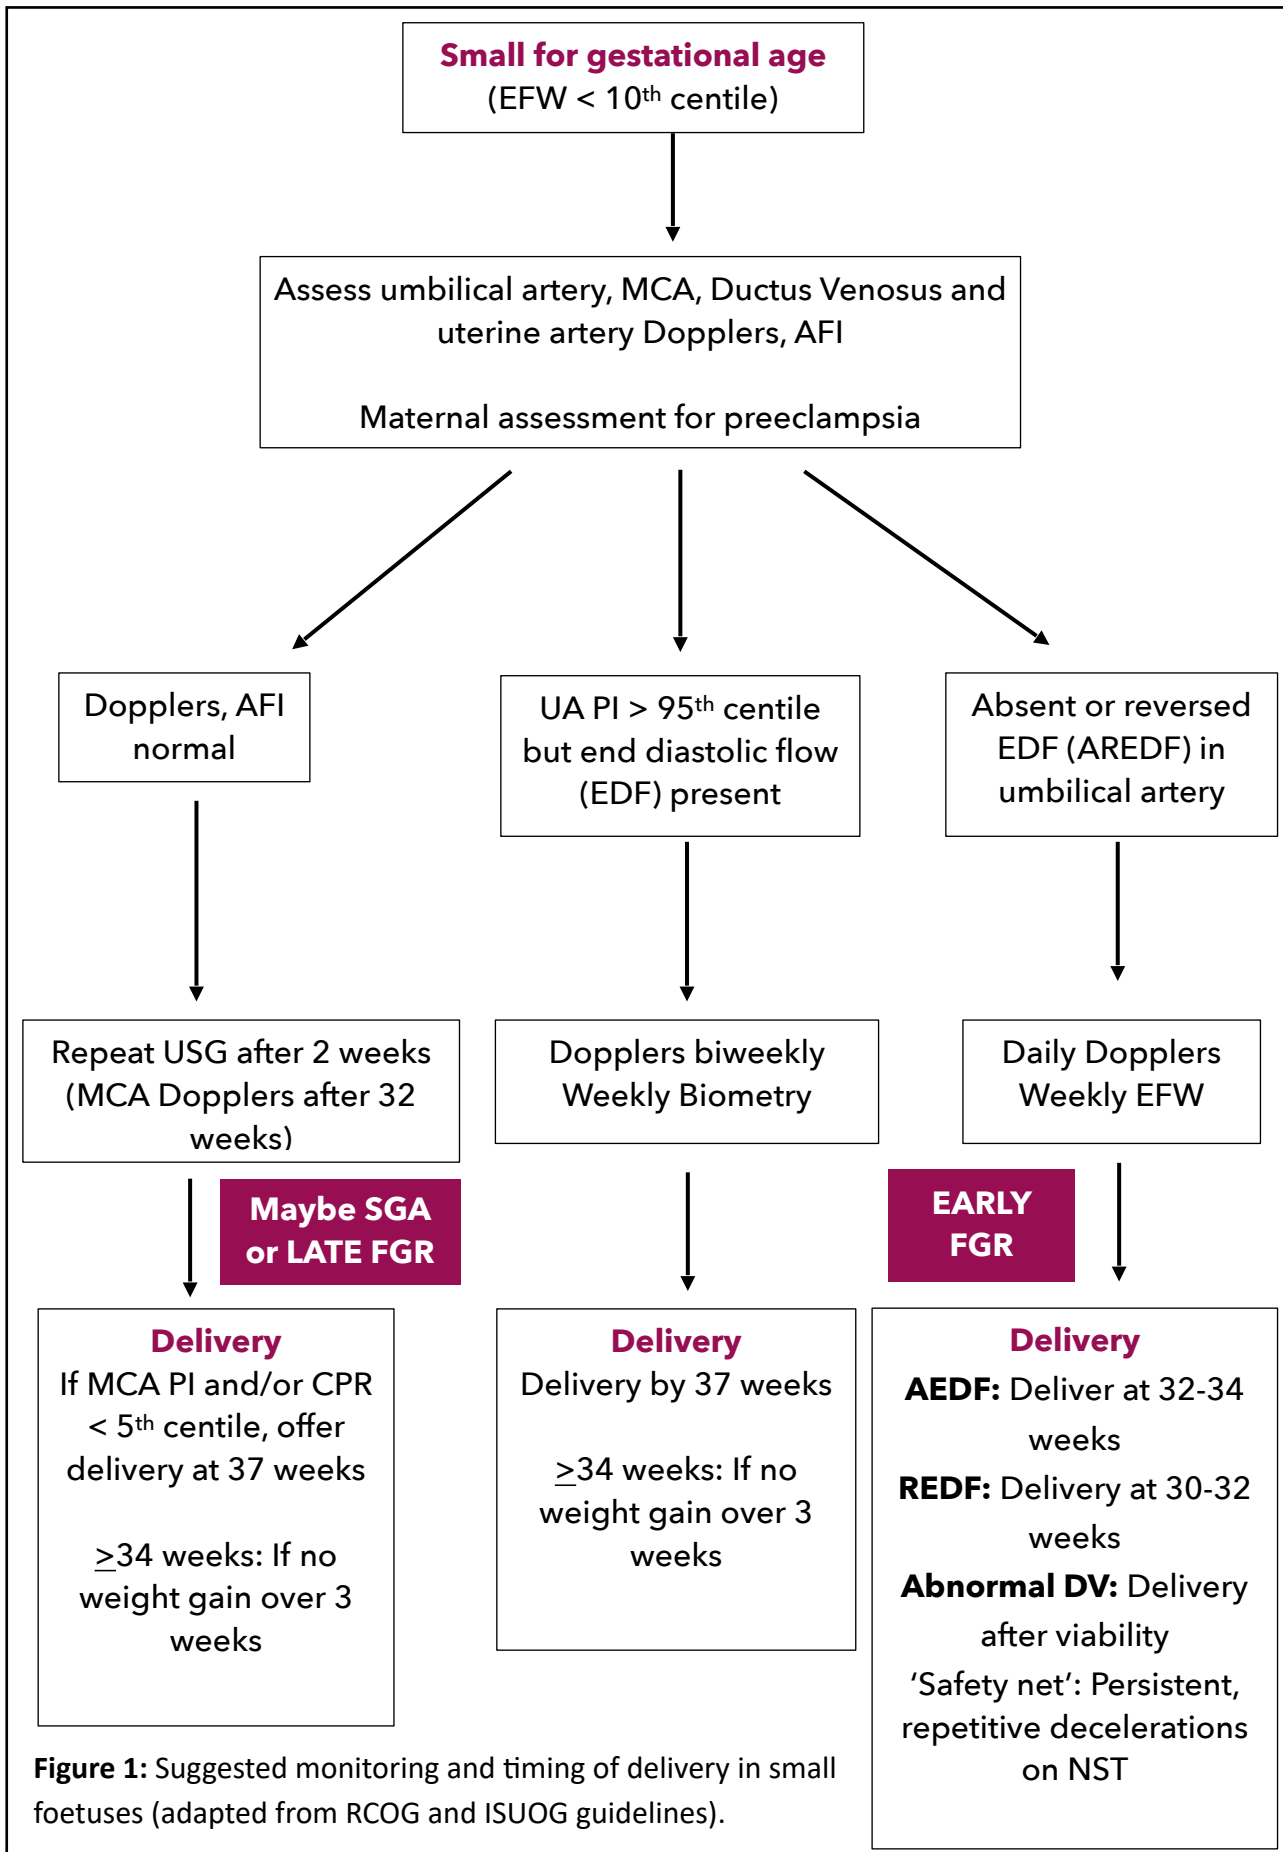 Small for gestational age
(EFW < 10th centile)
Assess umbilical artery, MCA, Ductus Venosus and
uterine artery Dopplers, AFI
Maternal assessment for preeclampsia
Dopplers, AFI
normal
UA PI > 95th centile
but end diastolic flow
(EDF) present
Absent or reversed
EDF (AREDF) in
umbilical artery
Repeat USG after 2 weeks
(MCA Dopplers after 32
weeks)
Dopplers biweekly
Weekly Biometry
Daily Dopplers
Weekly EFW
Maybe SGA
or LATE FGR
EARLY
FGR
Delivery
If MCA PI and/or CPR
< 5th centile, offer
delivery at 37 weeks
≥34 weeks: If no
weight gain over 3
weeks
Delivery
Delivery by 37 weeks
≥34 weeks: If no
weight gain over 3
weeks
Delivery
AEDF: Deliver at 32-34
weeks
REDF: Delivery at 30-32
weeks
Abnormal DV: Delivery
after viability
‘Safety net’: Persistent,
repetitive decelerations
on NST
Figure 1: Suggested monitoring and timing of delivery in small
foetuses (adapted from RCOG and ISUOG guidelines).